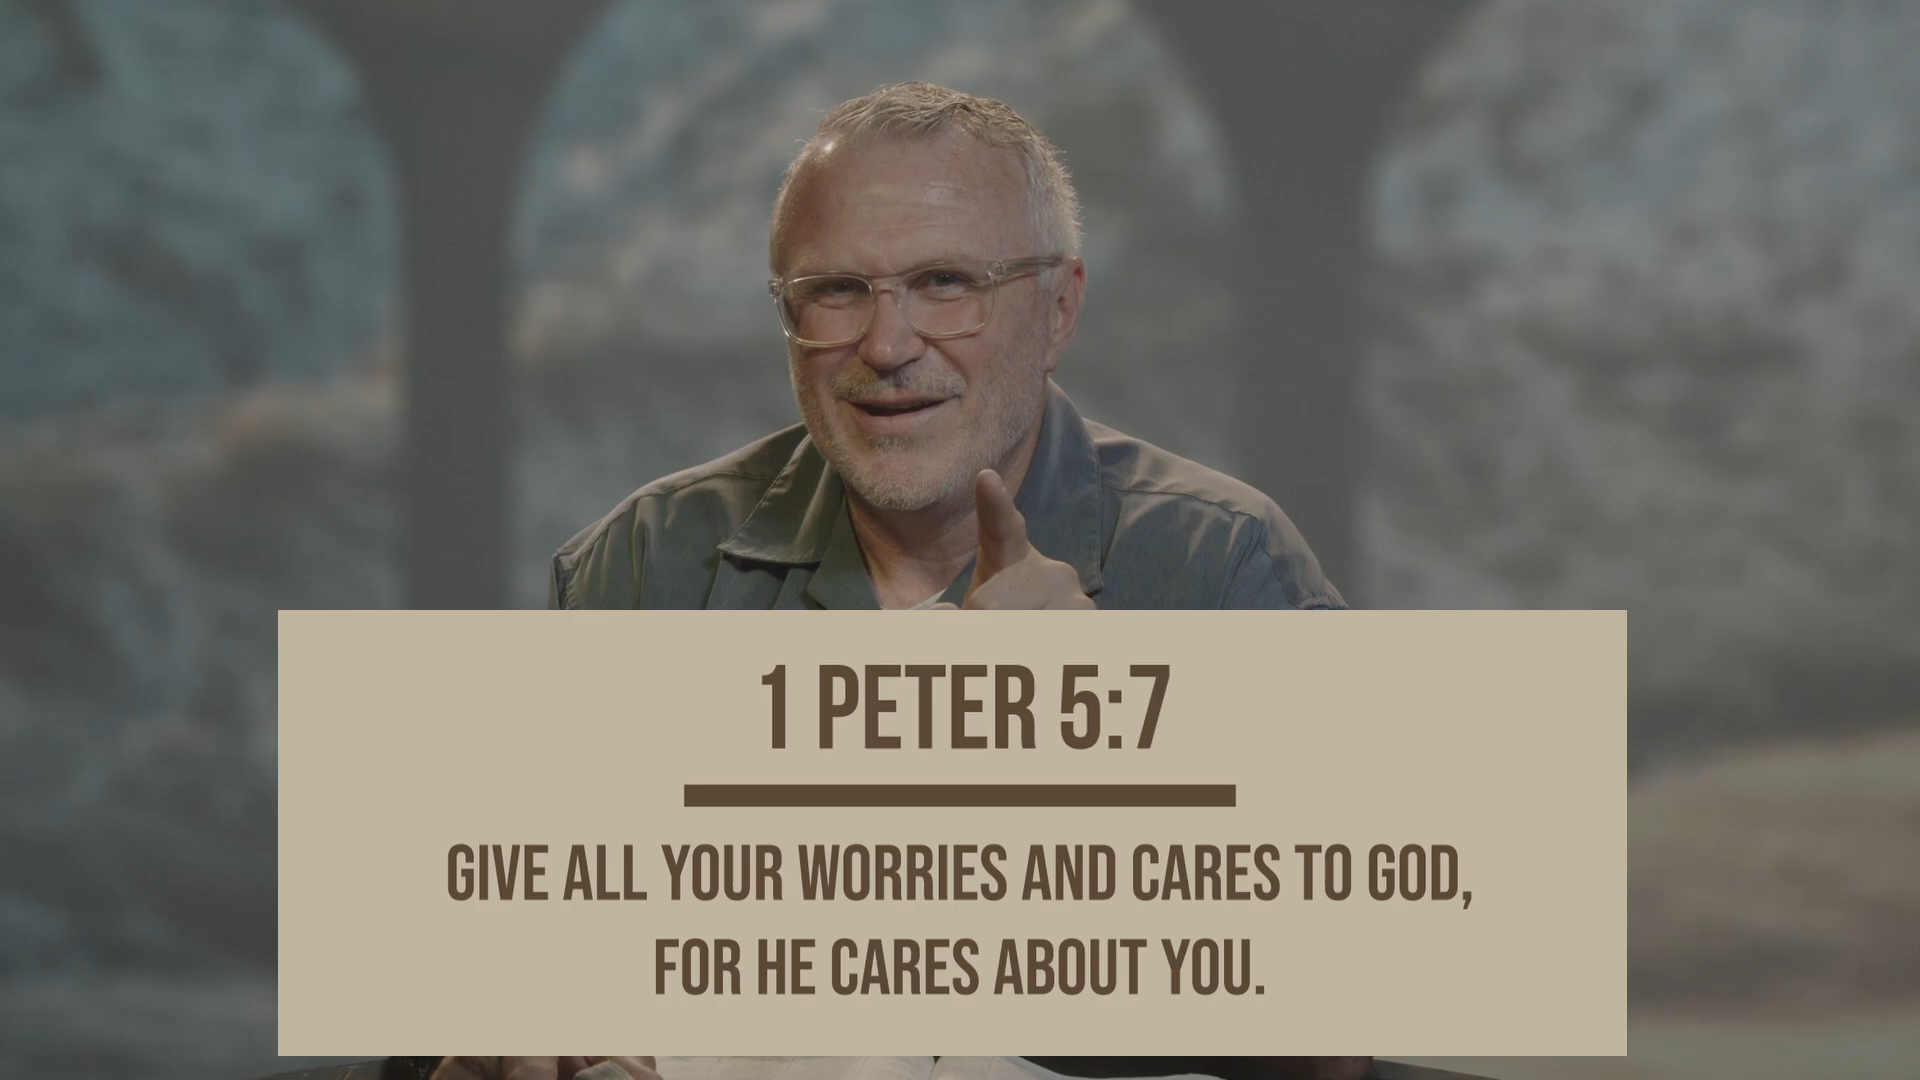 1 PETER 5:7
GIVE ALL YOUR WORRIES AND CARES TO GOD,
FOR HE CARES ABOUT YOU.